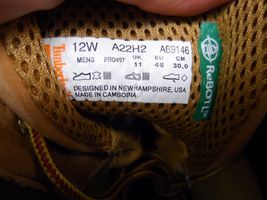 Timberland
12W A22H2 A69146
MENS PRO497 UK EU CM
11 46 30,0
DESIGNED IN NEW HAMPSHIRE, USA
MADE IN CAMBODIA
ReBOTL